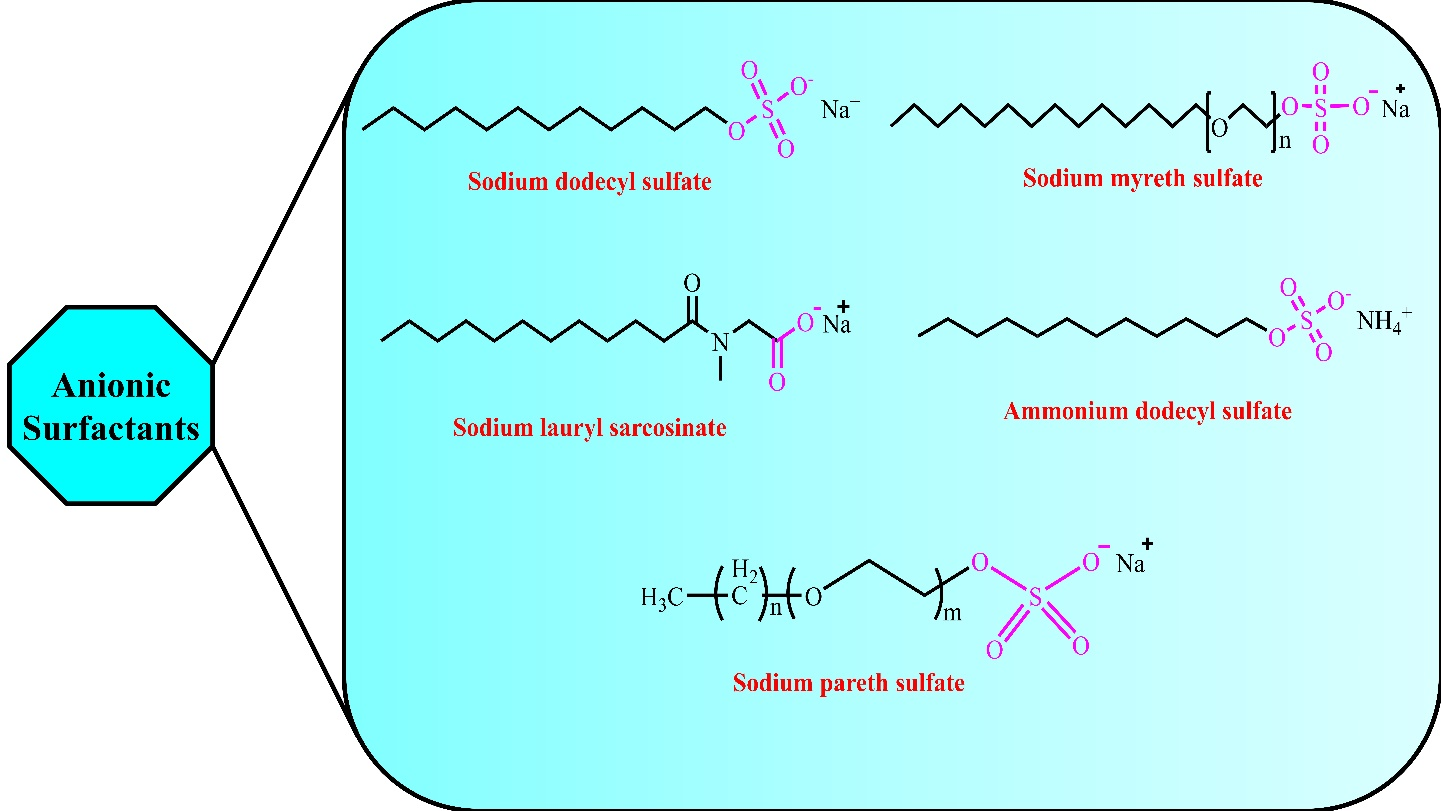 Anionic
Surfactants
O
O
S
O
O-
Na−
Sodium dodecyl sulfate
O
n
O
O
S
O
O-
Na+
Sodium myreth sulfate
O
N
O
O-
Na+
Sodium lauryl sarcosinate
O
O
S
O
O-
NH4+
Ammonium dodecyl sulfate
H3C
H2
C
n
O
m
O
S
O
O
O−
Na+
Sodium pareth sulfate